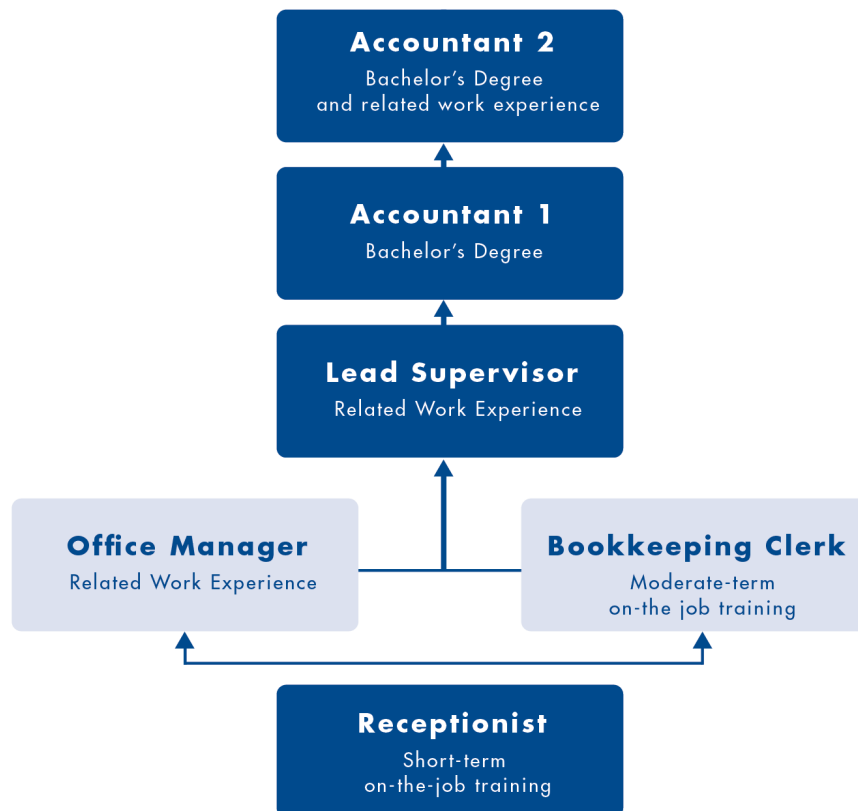 Accountant 2
Bachelor’s Degree
and related work experience
Accountant 1
Bachelor’s Degree
Lead Supervisor
Related Work Experience
Office Manager
Related Work Experience
Bookkeeping Clerk
Moderate-term
on-the job training
Receptionist
Short-term
on-the-job training